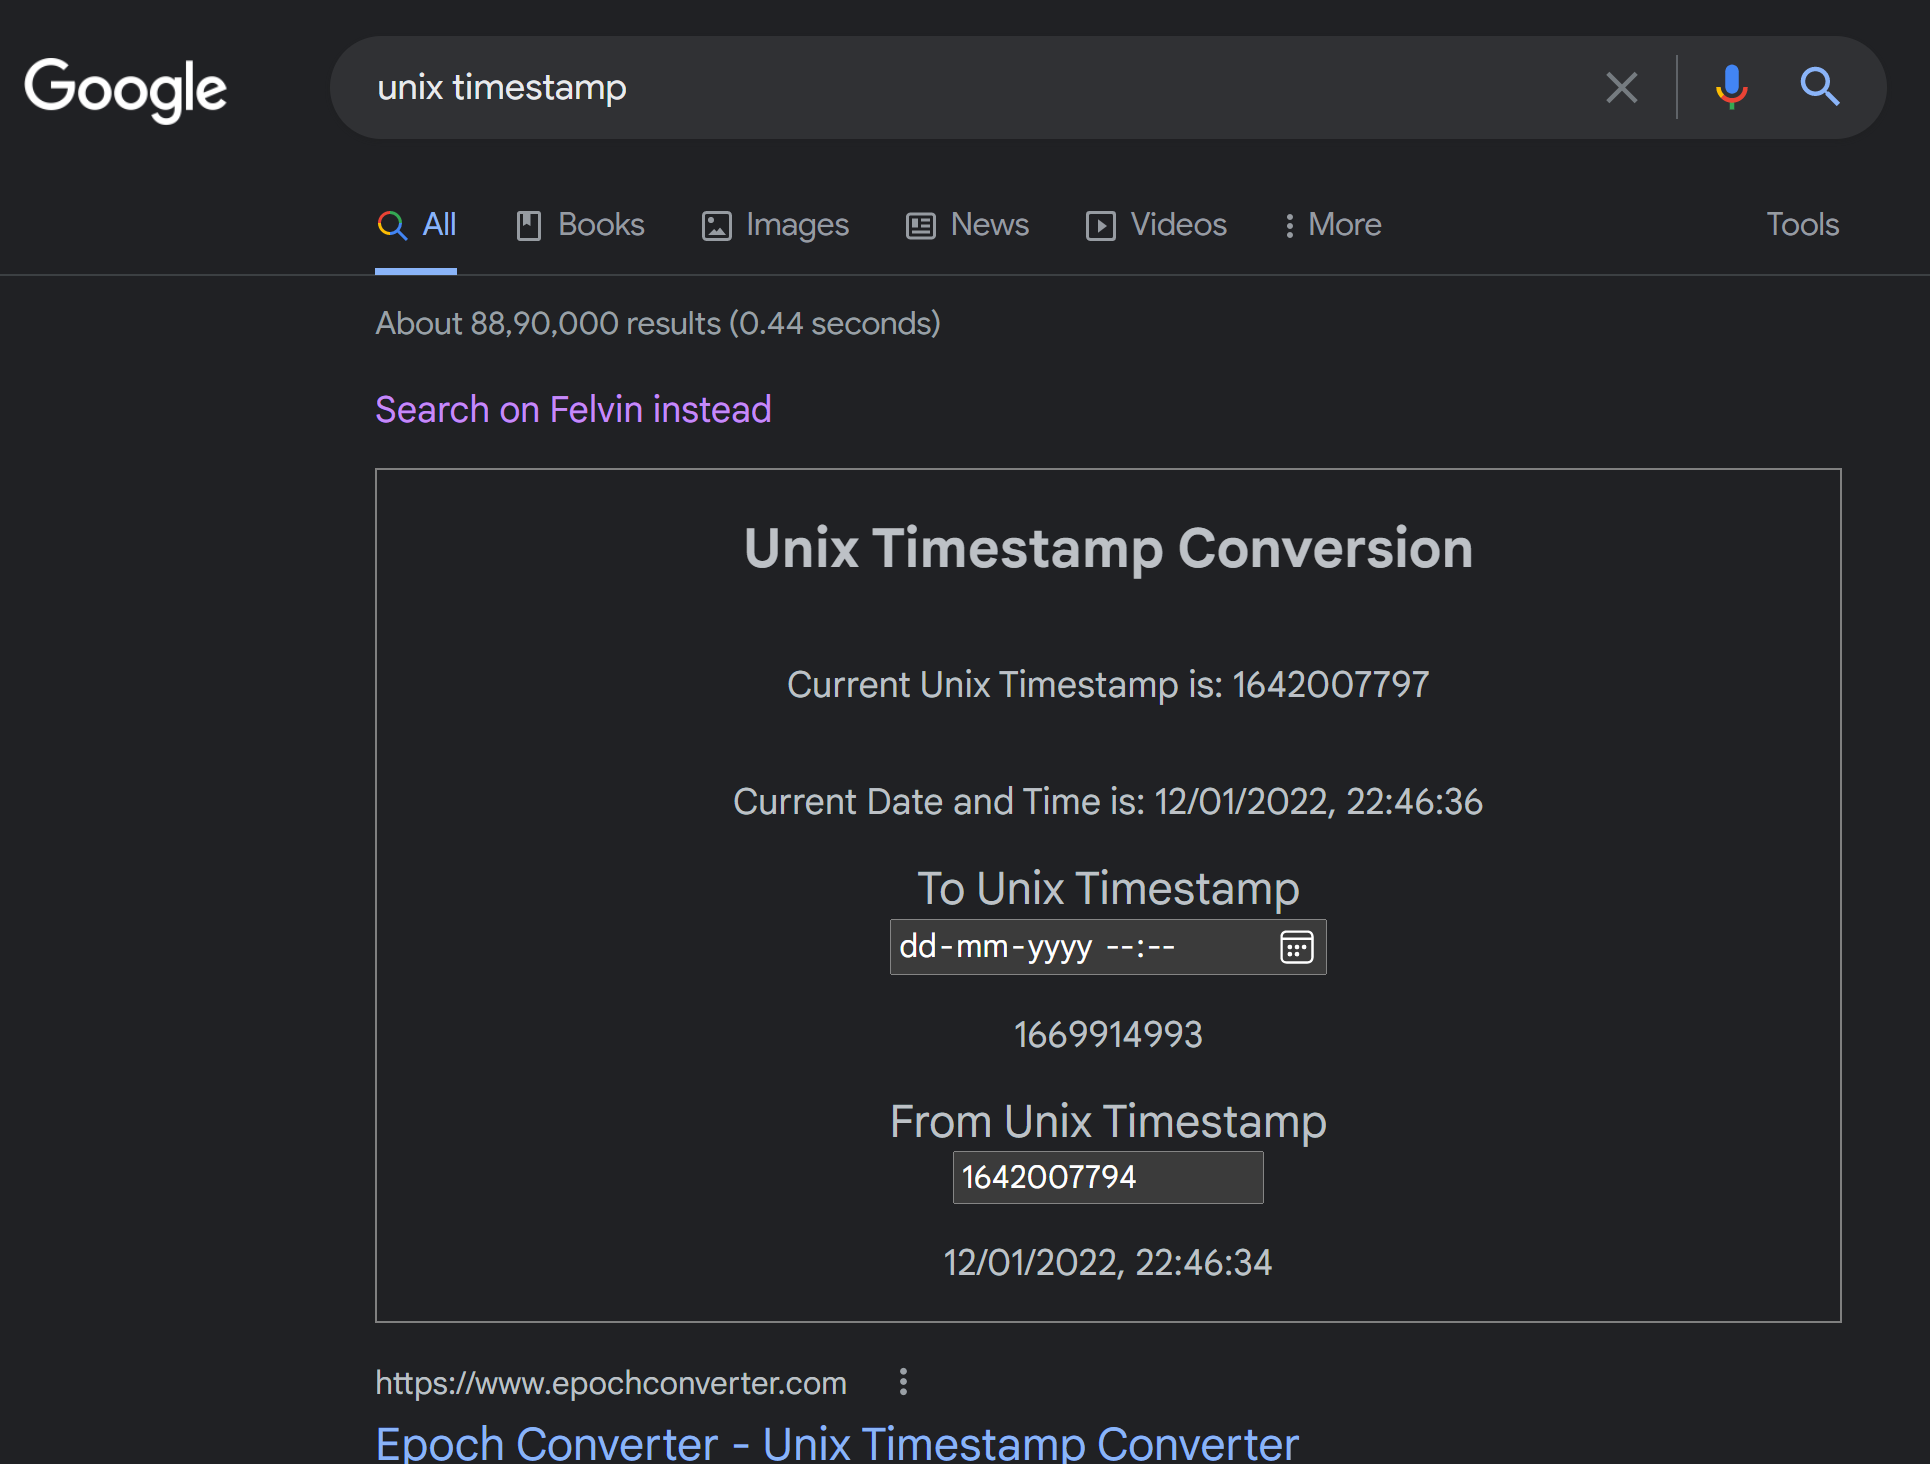 Google
unix timestamp
All Books Images News Videos More Tools
About 88,90,000 results (0.44 seconds)
Search on Felvin instead
Unix Timestamp Conversion
Current Unix Timestamp is: 1642007797
Current Date and Time is: 12/01/2022, 22:46:36
To Unix Timestamp
dd-mm-yyyy --:--
1669914993
From Unix Timestamp
1642007794
12/01/2022, 22:46:34
https://www.epochconverter.com
Epoch Converter - Unix Timestamp Converter